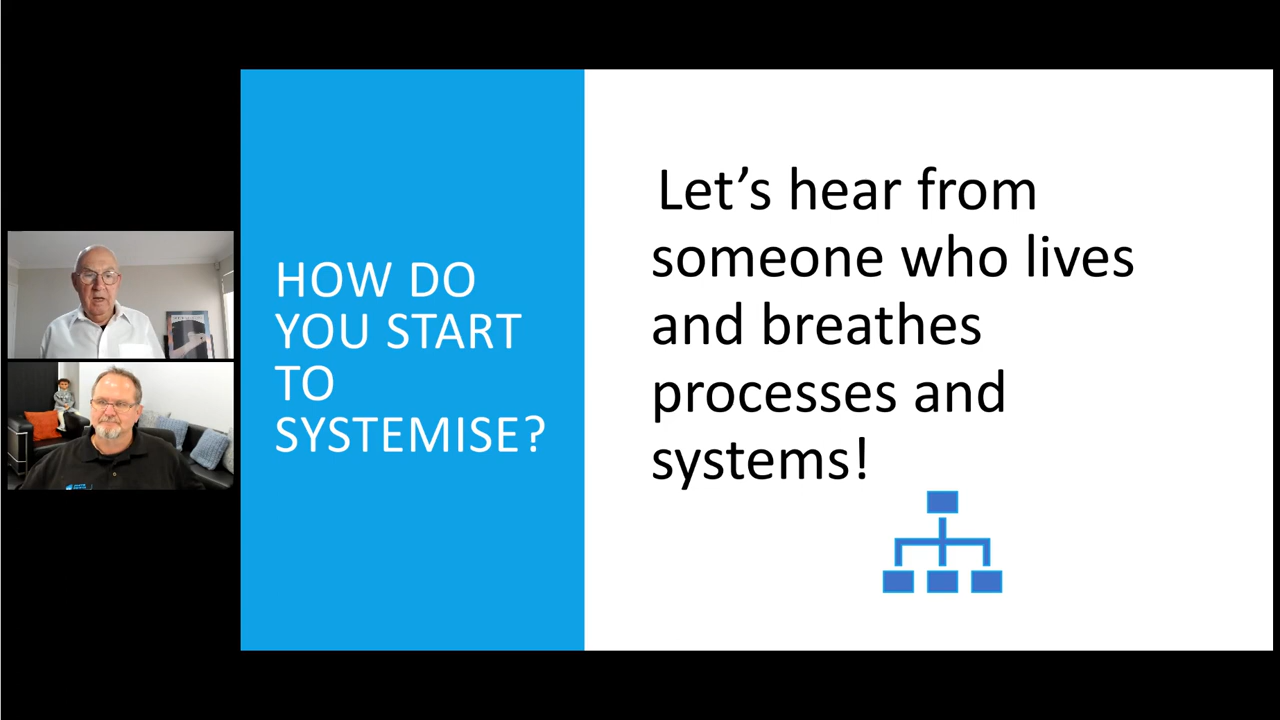 HOW DO
YOU START
TO
SYSTEMISE?
Let’s hear from
someone who lives
and breathes
processes and
systems!